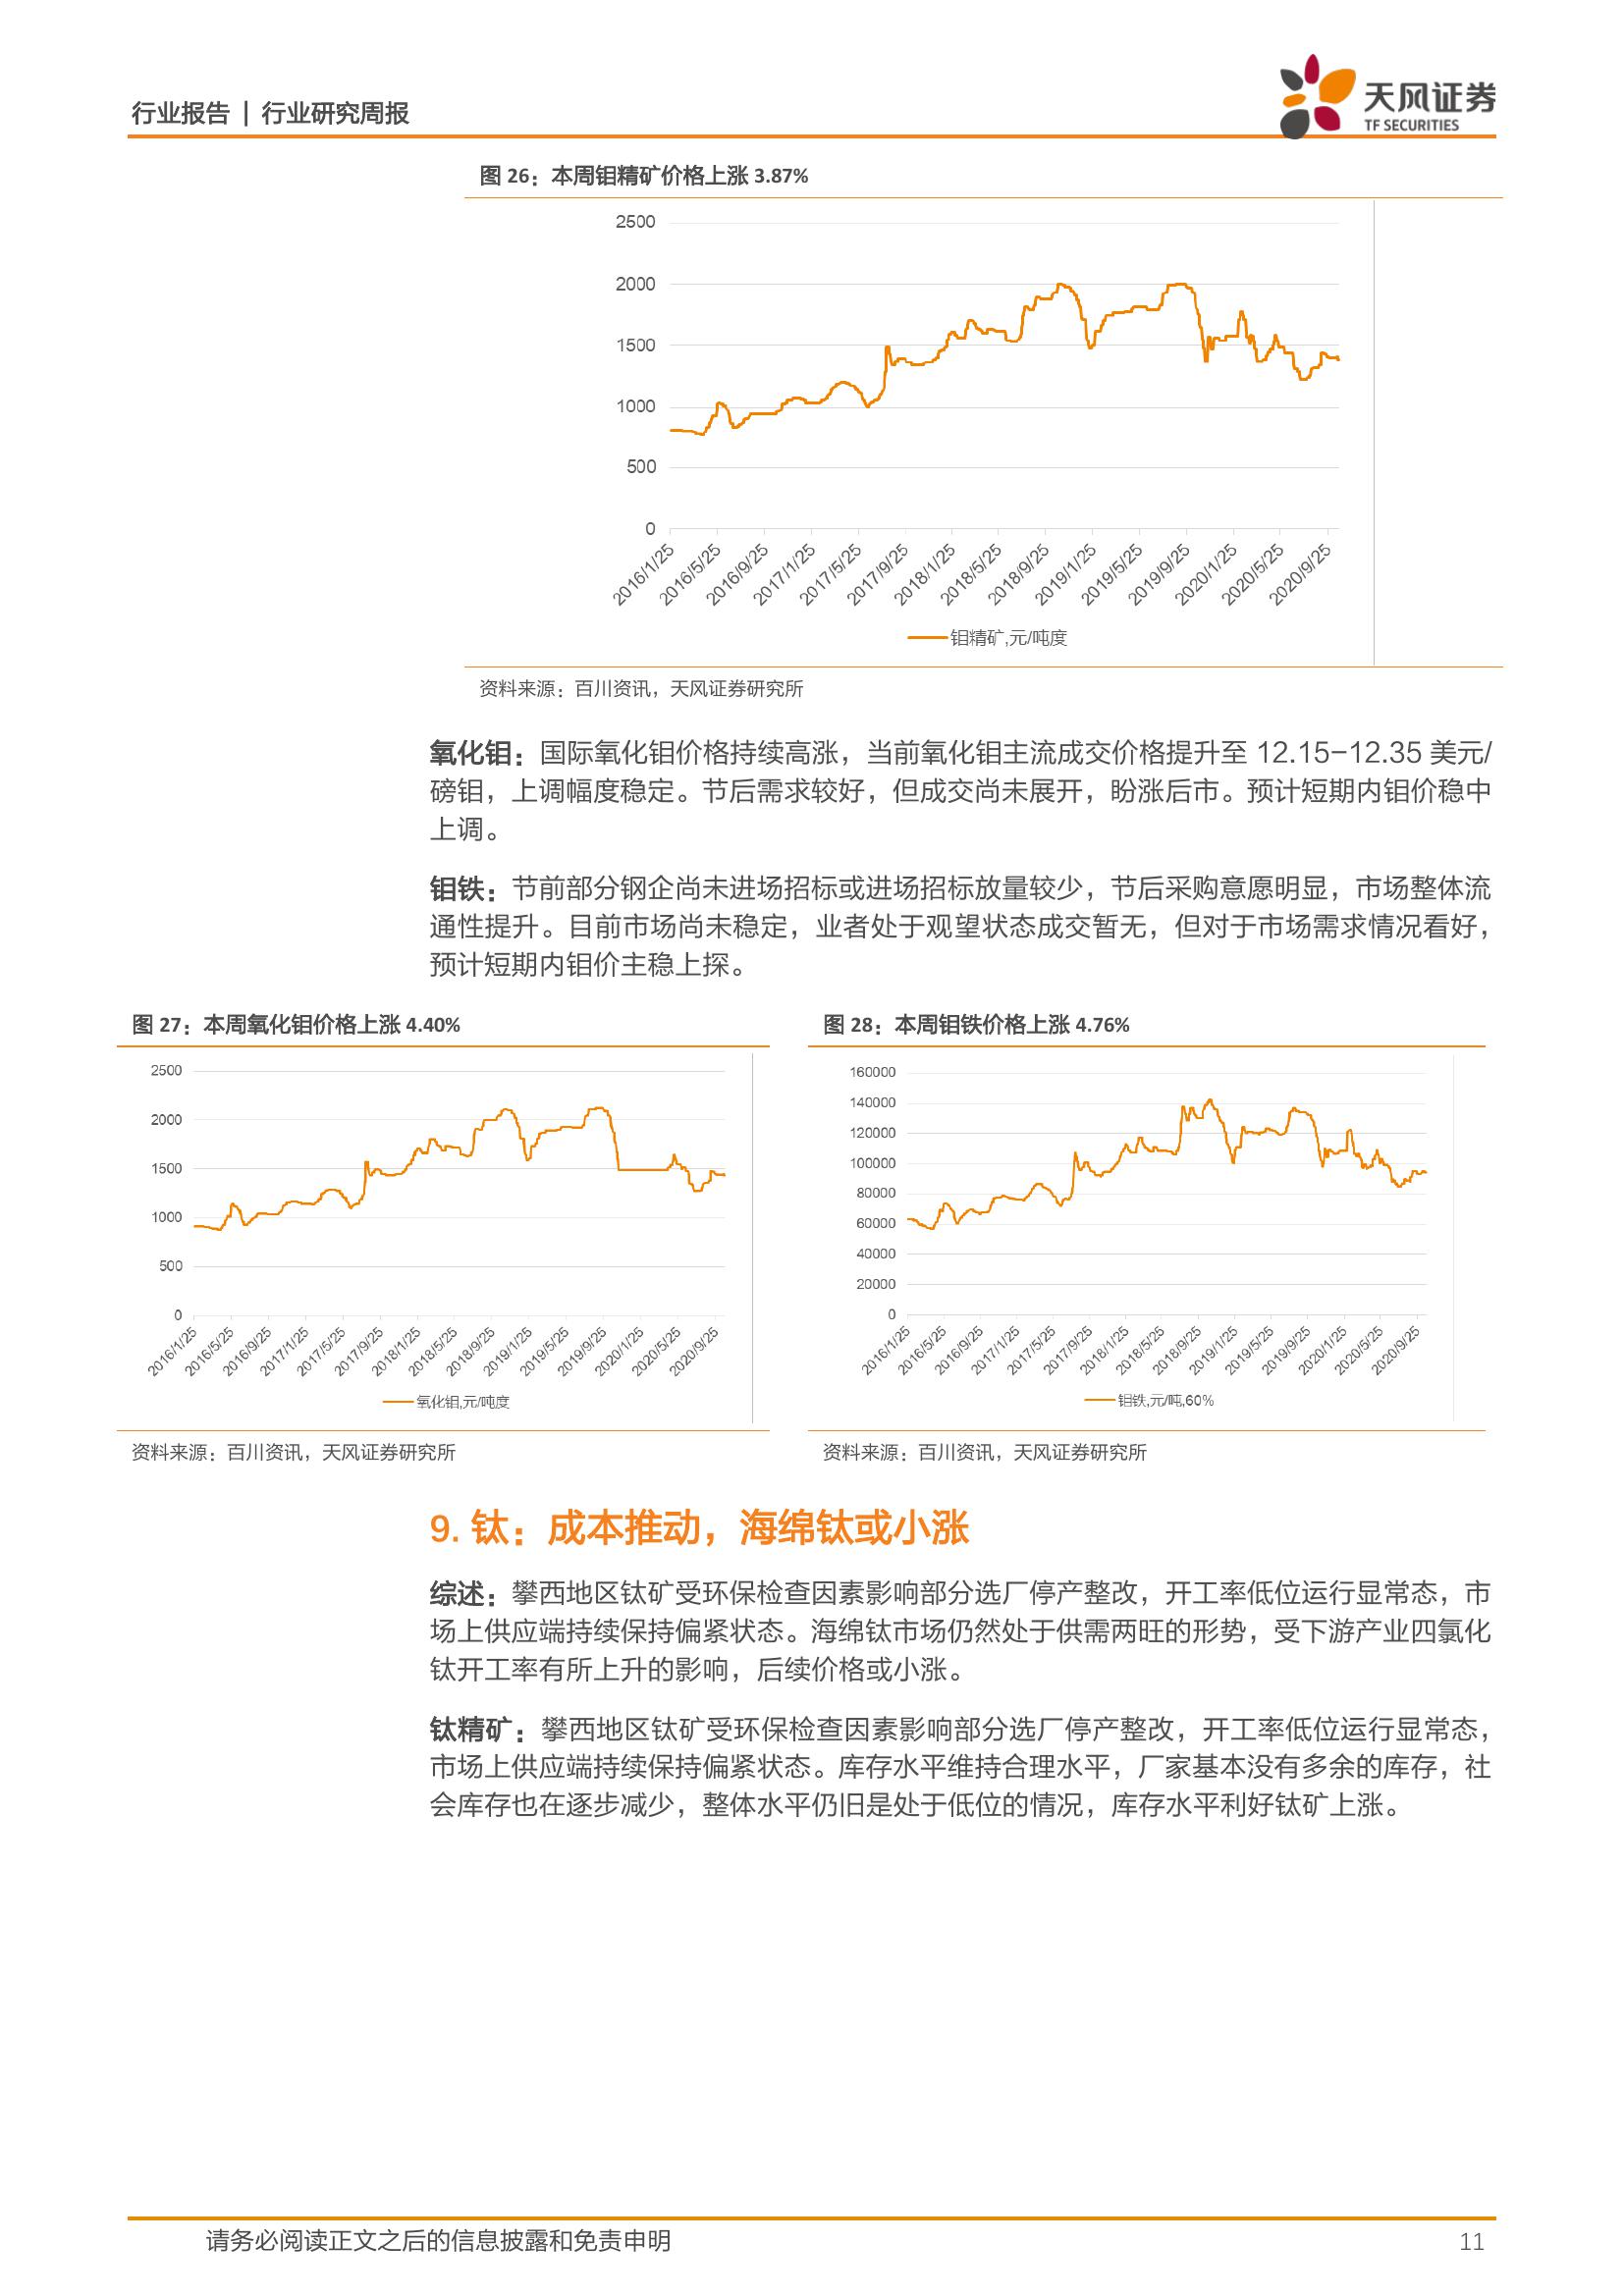 行业报告 | 行业研究周报
天风证券
TF SECURITIES
图 26：本周钼精矿价格上涨 3.87%
2500
2000
1500
1000
500
0
2016/1/25
2016/5/25
2016/9/25
2017/1/25
2017/5/25
2017/9/25
2018/1/25
2018/5/25
2018/9/25
2019/1/25
2019/5/25
2019/9/25
2020/1/25
2020/5/25
2020/9/25
钼精矿,元/吨度
资料来源：百川资讯，天风证券研究所
氧化钼：国际氧化钼价格持续高涨，当前氧化钼主流成交价格提升至 12.15-12.35 美元/
磅钼，上调幅度稳定。节后需求较好，但成交尚未展开，盼涨后市。预计短期内钼价稳中
上调。
钼铁：节前部分钢企尚未进场招标或进场招标放量较少，节后采购意愿明显，市场整体流
通性提升。目前市场尚未稳定，业者处于观望状态成交暂无，但对于市场需求情况看好，
预计短期内钼价主稳上探。
图 27：本周氧化钼价格上涨 4.40%
2500
2000
1500
1000
500
0
2016/1/25
2016/5/25
2016/9/25
2017/1/25
2017/5/25
2017/9/25
2018/1/25
2018/5/25
2018/9/25
2019/1/25
2019/5/25
2019/9/25
2020/1/25
2020/5/25
2020/9/25
氧化钼,元/吨度
资料来源：百川资讯，天风证券研究所
图 28：本周钼铁价格上涨 4.76%
160000
140000
120000
100000
80000
60000
40000
20000
0
2016/1/25
2016/5/25
2016/9/25
2017/1/25
2017/5/25
2017/9/25
2018/1/25
2018/5/25
2018/9/25
2019/1/25
2019/5/25
2019/9/25
2020/1/25
2020/5/25
2020/9/25
钼铁,元/吨,60%
资料来源：百川资讯，天风证券研究所
9. 钛：成本推动，海绵钛或小涨
综述：攀西地区钛矿受环保检查因素影响部分选厂停产整改，开工率低位运行显常态，市
场上供应端持续保持偏紧状态。海绵钛市场仍然处于供需两旺的形势，受下游产业四氯化
钛开工率有所上升的影响，后续价格或小涨。
钛精矿：攀西地区钛矿受环保检查因素影响部分选厂停产整改，开工率低位运行显常态，
市场上供应端持续保持偏紧状态。库存水平维持合理水平，厂家基本没有多余的库存，社
会库存也在逐步减少，整体水平仍旧是处于低位的情况，库存水平利好钛矿上涨。
请务必阅读正文之后的信息披露和免责申明
11